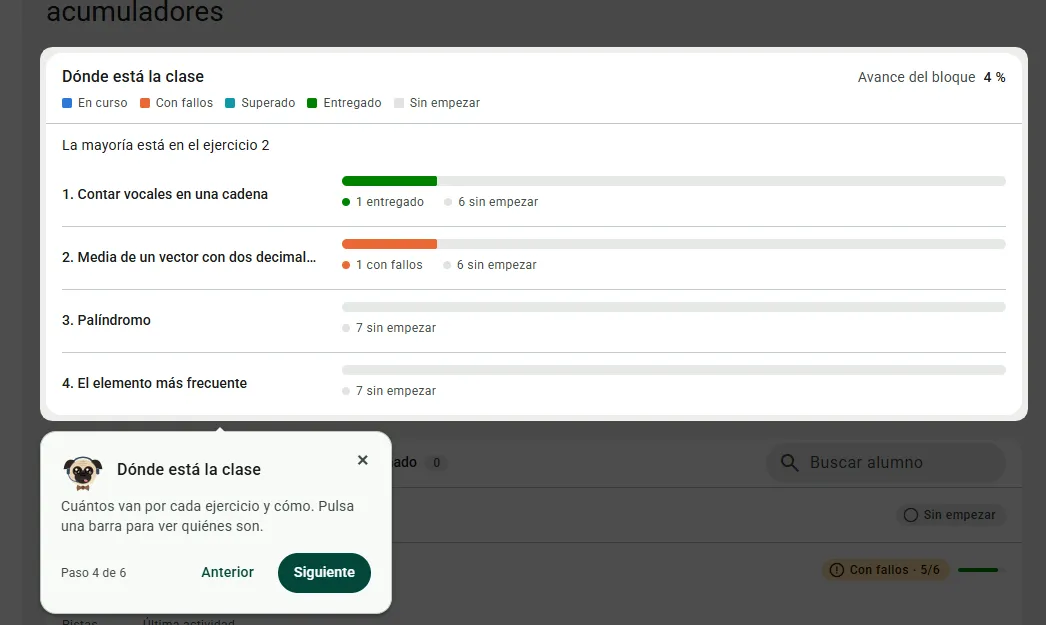 acumuladores
Dónde está la clase
Avance del bloque 4 %
En curso Con fallos Superado Entregado Sin empezar
La mayoría está en el ejercicio 2
1. Contar vocales en una cadena
1 entregado 6 sin empezar
2. Media de un vector con dos decimal...
1 con fallos 6 sin empezar
3. Palíndromo
7 sin empezar
4. El elemento más frecuente
7 sin empezar
Dónde está la clase
Cuántos van por cada ejercicio y cómo. Pulsa
una barra para ver quiénes son.
Paso 4 de 6
Anterior
Siguiente
ado 0
Buscar alumno
Sin empezar
Con fallos · 5/6
Pistas Última actividad